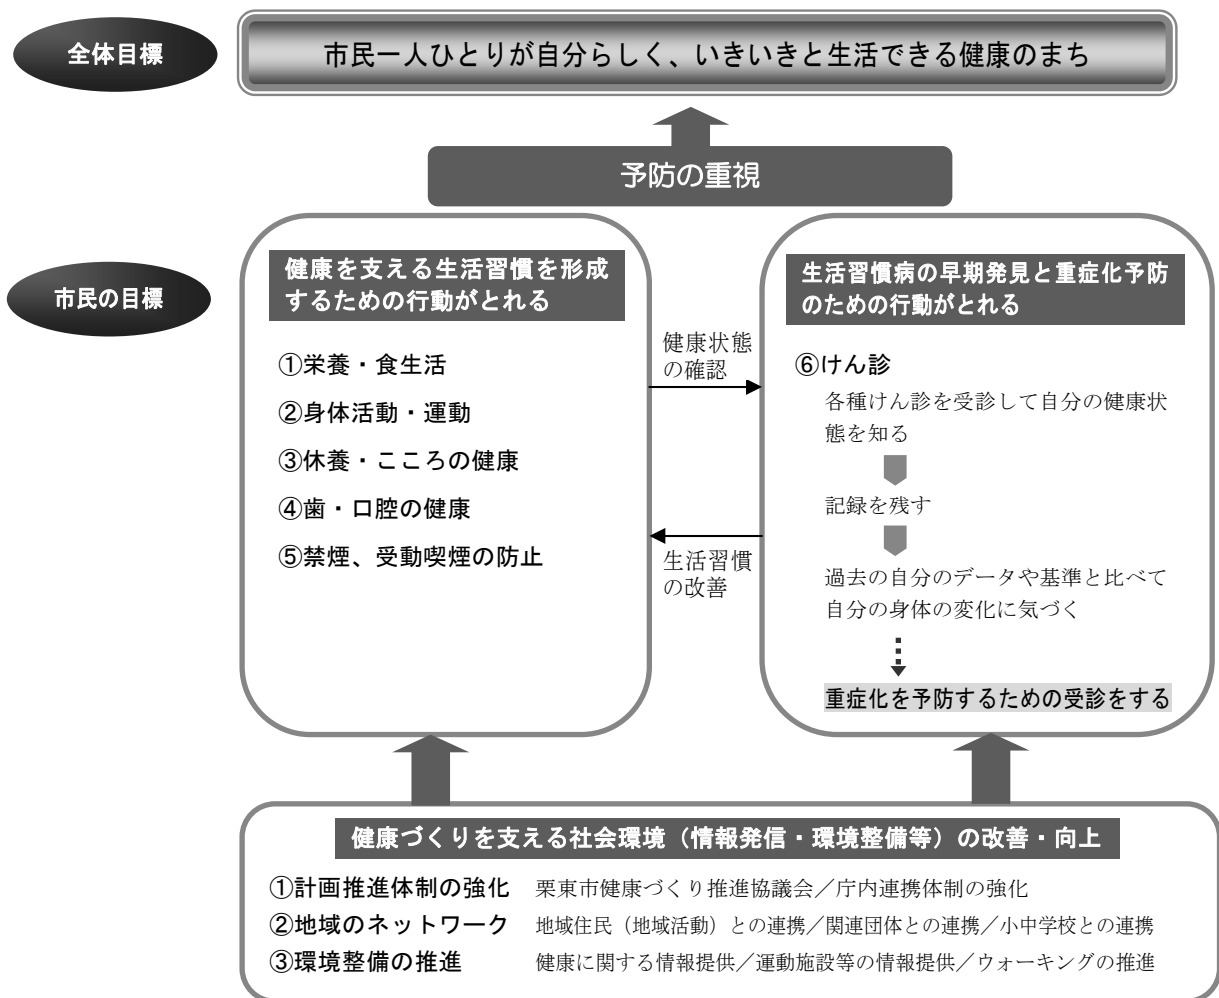 全体目標
市民一人ひとりが自分らしく、いきいきと生活できる健康のまち
予防の重視
市民の目標
健康を支える生活習慣を形成
するための行動がとれる
①栄養・食生活
②身体活動・運動
③休養・こころの健康
④歯・口腔の健康
⑤禁煙、受動喫煙の防止
健康状態
の確認
生活習慣
の改善
生活習慣病の早期発見と重症化予防
のための行動がとれる
⑥けん診
各種けん診を受診して自分の健康状
態を知る
記録を残す
過去の自分のデータや基準と比べて
自分の身体の変化に気づく
重症化を予防するための受診をする
健康づくりを支える社会環境（情報発信・環境整備等）の改善・向上
①計画推進体制の強化 栗東市健康づくり推進協議会／庁内連携体制の強化
②地域のネットワーク 地域住民（地域活動）との連携／関連団体との連携／小中学校との連携
③環境整備の推進 健康に関する情報提供／運動施設等の情報提供／ウォーキングの推進